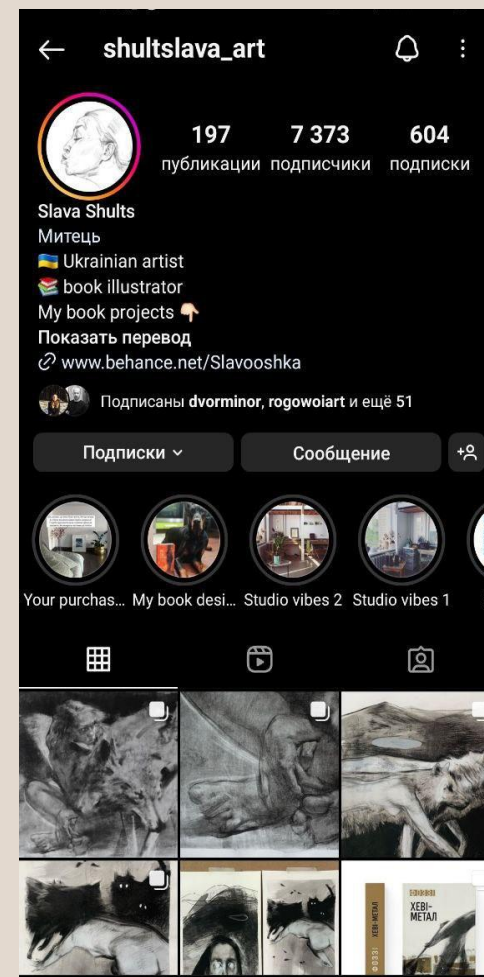 shultslava_art
197 7 373 604
публикации подписчики подписки
Slava Shults
Митець
🇺🇦 Ukrainian artist
📚 book illustrator
My book projects 👇🏻
Показать перевод
www.behance.net/Slavooshka
Подписаны dvorminor, rogowoiart и ещё 51
Подписки
Сообщение
Your purchas... My book desi... Studio vibes 2 Studio vibes 1
ХЕВІ-МЕТАЛ
ХЕВІ-
МЕТАЛ